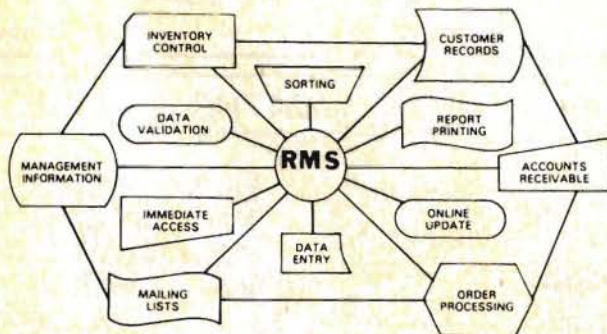 INVENTORY
CONTROL
CUSTOMER
RECORDS
SORTING
DATA
VALIDATION
REPORT
PRINTING
MANAGEMENT
INFORMATION
RMS
ACCOUNTS
RECEIVABLE
IMMEDIATE
ACCESS
ONLINE
UPDATE
DATA
ENTRY
MAILING
LISTS
ORDER
PROCESSING